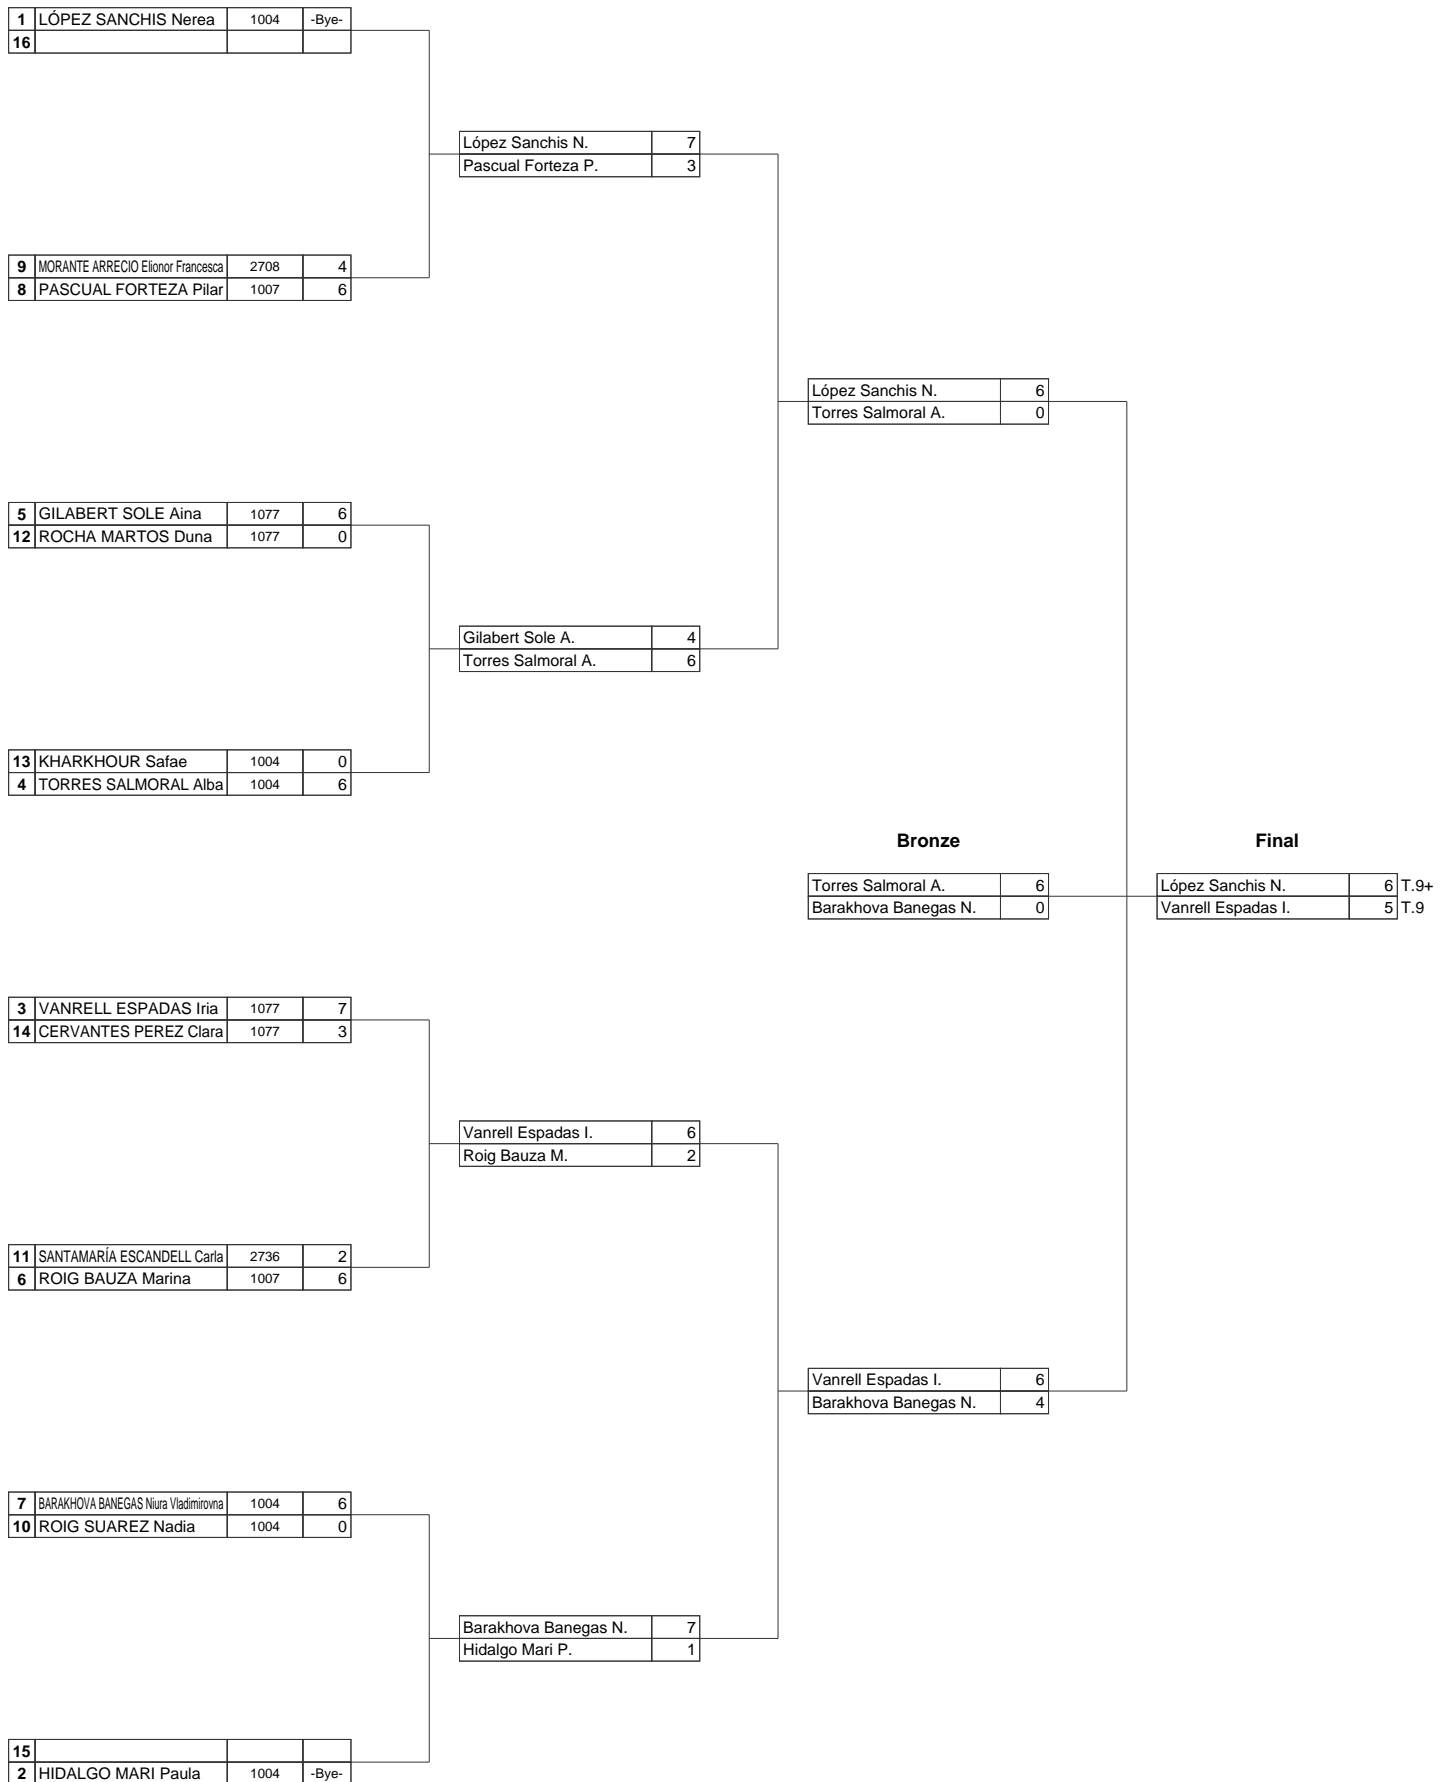 1 LÓPEZ SANCHIS Nerea 1004 -Bye-
16
López Sanchis N. 7
Pascual Forteza P. 3
9 MORANTE ARRECIO Elionor Francesca 2708 4
8 PASCUAL FORTEZA Pilar 1007 6
López Sanchis N. 6
Torres Salmoral A. 0
5 GILABERT SOLE Aina 1077 6
12 ROCHA MARTOS Duna 1077 0
Gilabert Sole A. 4
Torres Salmoral A. 6
13 KHARKHOUR Safae 1004 0
4 TORRES SALMORAL Alba 1004 6
Bronze Final
Torres Salmoral A. 6 López Sanchis N. 6 T.9+
Barakhova Banegas N. 0 Vanrell Espadas I. 5 T.9
3 VANRELL ESPADAS Iria 1077 7
14 CERVANTES PEREZ Clara 1077 3
Vanrell Espadas I. 6
Roig Bauza M. 2
11 SANTAMARÍA ESCANDELL Carla 2736 2
6 ROIG BAUZA Marina 1007 6
Vanrell Espadas I. 6
Barakhova Banegas N. 4
7 BARAKHOVA BANEGAS Niura Vladimirovna 1004 6
10 ROIG SUAREZ Nadia 1004 0
Barakhova Banegas N. 7
Hidalgo Mari P. 1
15
2 HIDALGO MARI Paula 1004 -Bye-